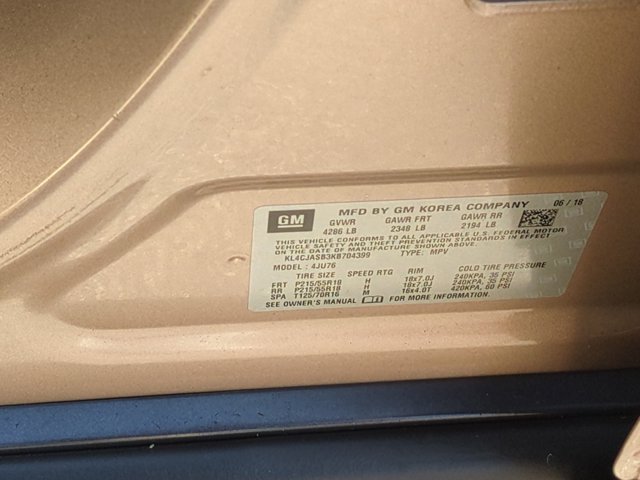 GM
MFD BY GM KOREA COMPANY 06 / 18
GVWR GAWR FRT GAWR RR
4286 LB 2348 LB 2194 LB
THIS VEHICLE CONFORMS TO ALL APPLICABLE U.S. FEDERAL MOTOR
VEHICLE SAFETY AND THEFT PREVENTION STANDARDS IN EFFECT
ON THE DATE OF MANUFACTURE SHOWN ABOVE.
KL4CJASB3KB704399 TYPE: MPV
MODEL : 4JU76
TIRE SIZE SPEED RTG RIM COLD TIRE PRESSURE
FRT P215/55R18 H 18x7.0J 240KPA, 35 PSI
RR P215/55R18 H 18x7.0J 240KPA, 35 PSI
SPA T125/70R16 M 16x4.0T 420KPA, 60 PSI
SEE OWNER'S MANUAL FOR MORE INFORMATION.